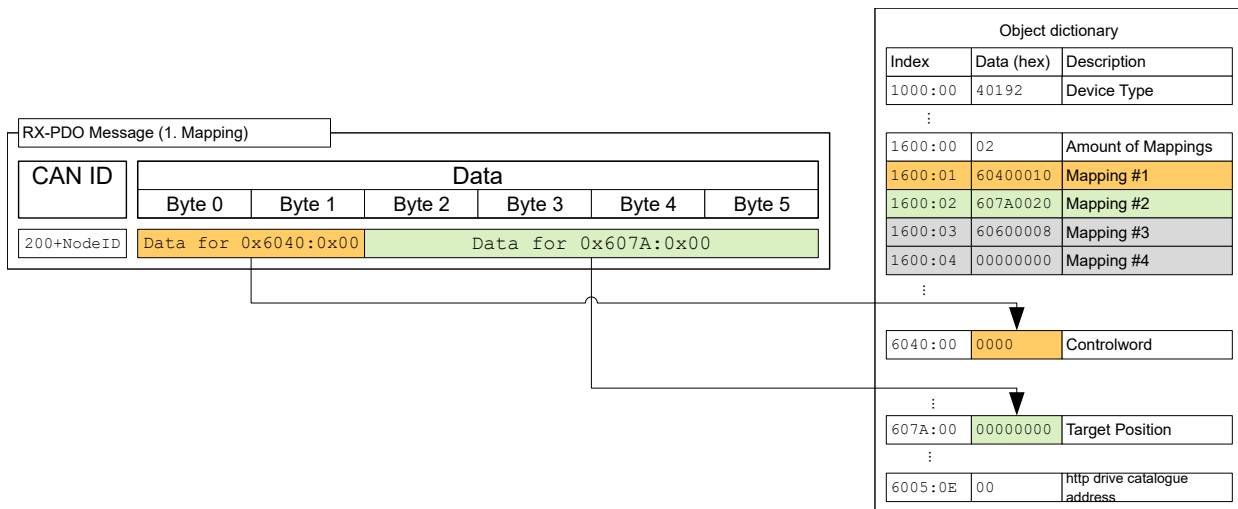 RX-PDO Message (1. Mapping)
CAN ID
Data
Byte 0 Byte 1 Byte 2 Byte 3 Byte 4 Byte 5
200+NodeID Data for 0x6040:0x00 Data for 0x607A:0x00
Object dictionary
Index Data (hex) Description
1000:00 40192 Device Type
⋮
1600:00 02 Amount of Mappings
1600:01 60400010 Mapping #1
1600:02 607A0020 Mapping #2
1600:03 60600008 Mapping #3
1600:04 00000000 Mapping #4
⋮
6040:00 0000 Controlword
⋮
607A:00 00000000 Target Position
⋮
6005:0E 00 http drive catalogue
address